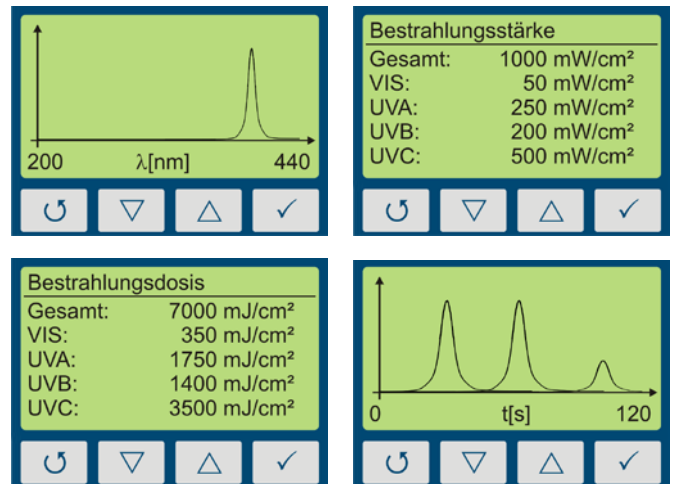 200 λ[nm] 440
Bestrahlungsstärke
Gesamt: 1000 mW/cm²
VIS: 50 mW/cm²
UVA: 250 mW/cm²
UVB: 200 mW/cm²
UVC: 500 mW/cm²
Bestrahlungsdosis
Gesamt: 7000 mJ/cm²
VIS: 350 mJ/cm²
UVA: 1750 mJ/cm²
UVB: 1400 mJ/cm²
UVC: 3500 mJ/cm²
0 t[s] 120